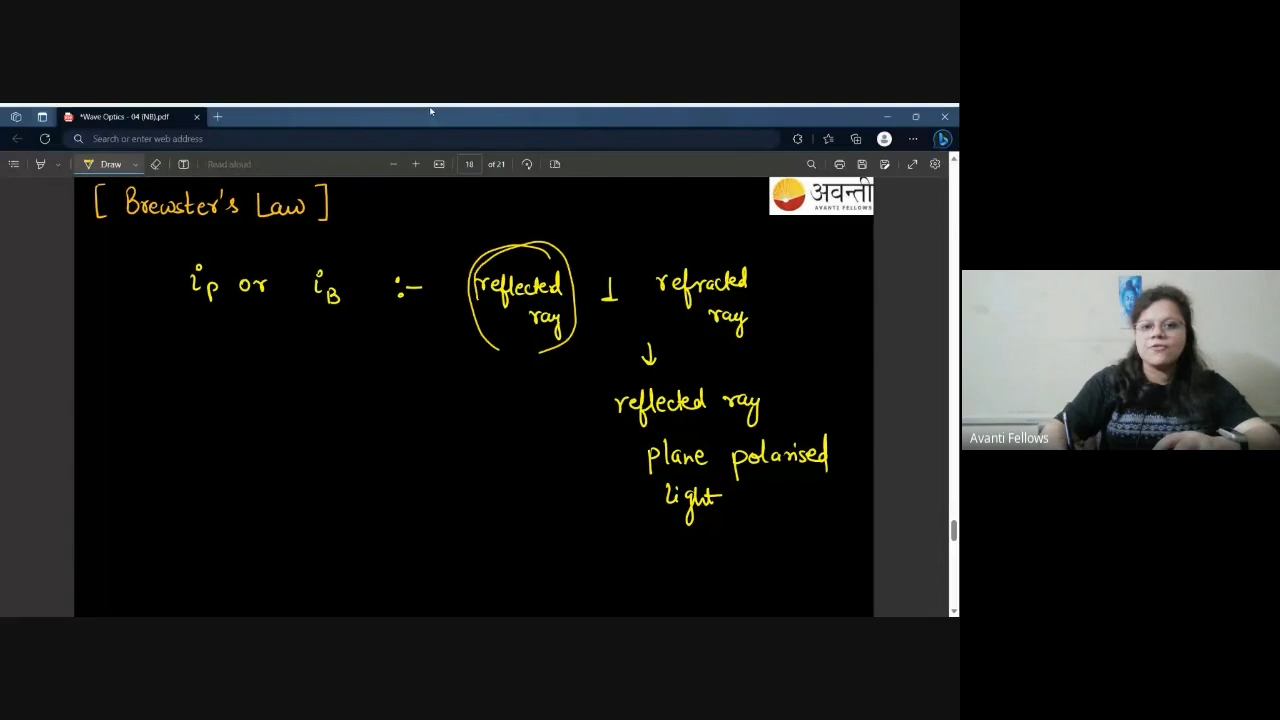 *Wave Optics - 04 (NB).pdf
Search or enter web address
Draw
Read aloud
18 of 21
[ Brewster's Law ]
अवन्ती
AVANTI FELLOWS
iP or iB :- reflected ray ⊥ refracted ray
↓
reflected ray
plane polarised
light
Avanti Fellows